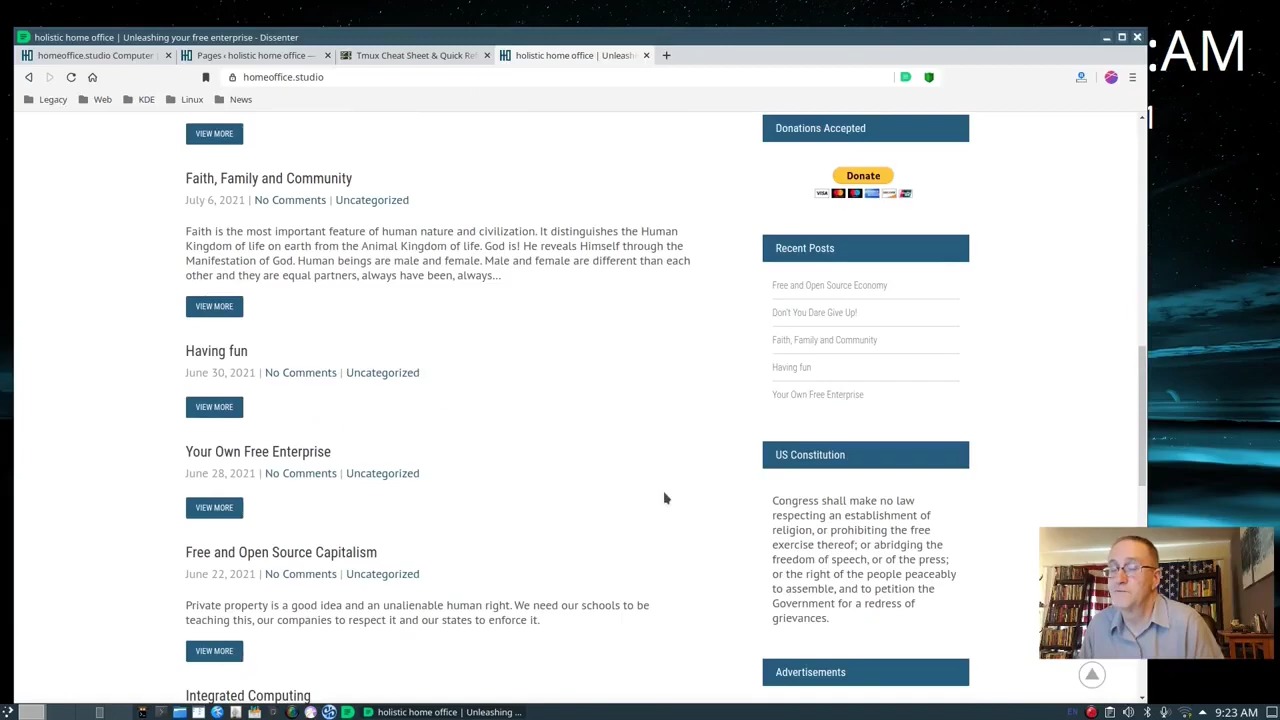 holistic home office | Unleashing your free enterprise - Dissenter
homeoffice.studio Computer
Pages ‹ holistic home office —
Tmux Cheat Sheet & Quick Re
holistic home office | Unleash
homeoffice.studio
Legacy
Web
KDE
Linux
News
:AM
VIEW MORE
Faith, Family and Community
July 6, 2021 | No Comments | Uncategorized
Faith is the most important feature of human nature and civilization. It distinguishes the Human
Kingdom of life on earth from the Animal Kingdom of life. God is! He reveals Himself through the
Manifestation of God. Human beings are male and female. Male and female are different than each
other and they are equal partners, always have been, always...
VIEW MORE
Having fun
June 30, 2021 | No Comments | Uncategorized
VIEW MORE
Your Own Free Enterprise
June 28, 2021 | No Comments | Uncategorized
VIEW MORE
Free and Open Source Capitalism
June 22, 2021 | No Comments | Uncategorized
Private property is a good idea and an unalienable human right. We need our schools to be
teaching this, our companies to respect it and our states to enforce it.
VIEW MORE
Integrated Computing
Donations Accepted
Donate
VISA
Recent Posts
Free and Open Source Economy
Don't You Dare Give Up!
Faith, Family and Community
Having fun
Your Own Free Enterprise
US Constitution
Congress shall make no law
respecting an establishment of
religion, or prohibiting the free
exercise thereof; or abridging the
freedom of speech, or of the press;
or the right of the people peaceably
to assemble, and to petition the
Government for a redress of
grievances.
Advertisements
holistic home office | Unleashing ...
EN
9:23 AM